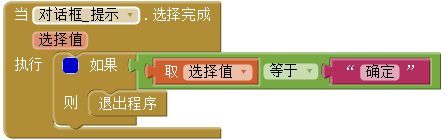 当 对话框_提示 .选择完成
选择值
执行 如果 取 选择值 等于 “ 确定 ”
则 退出程序